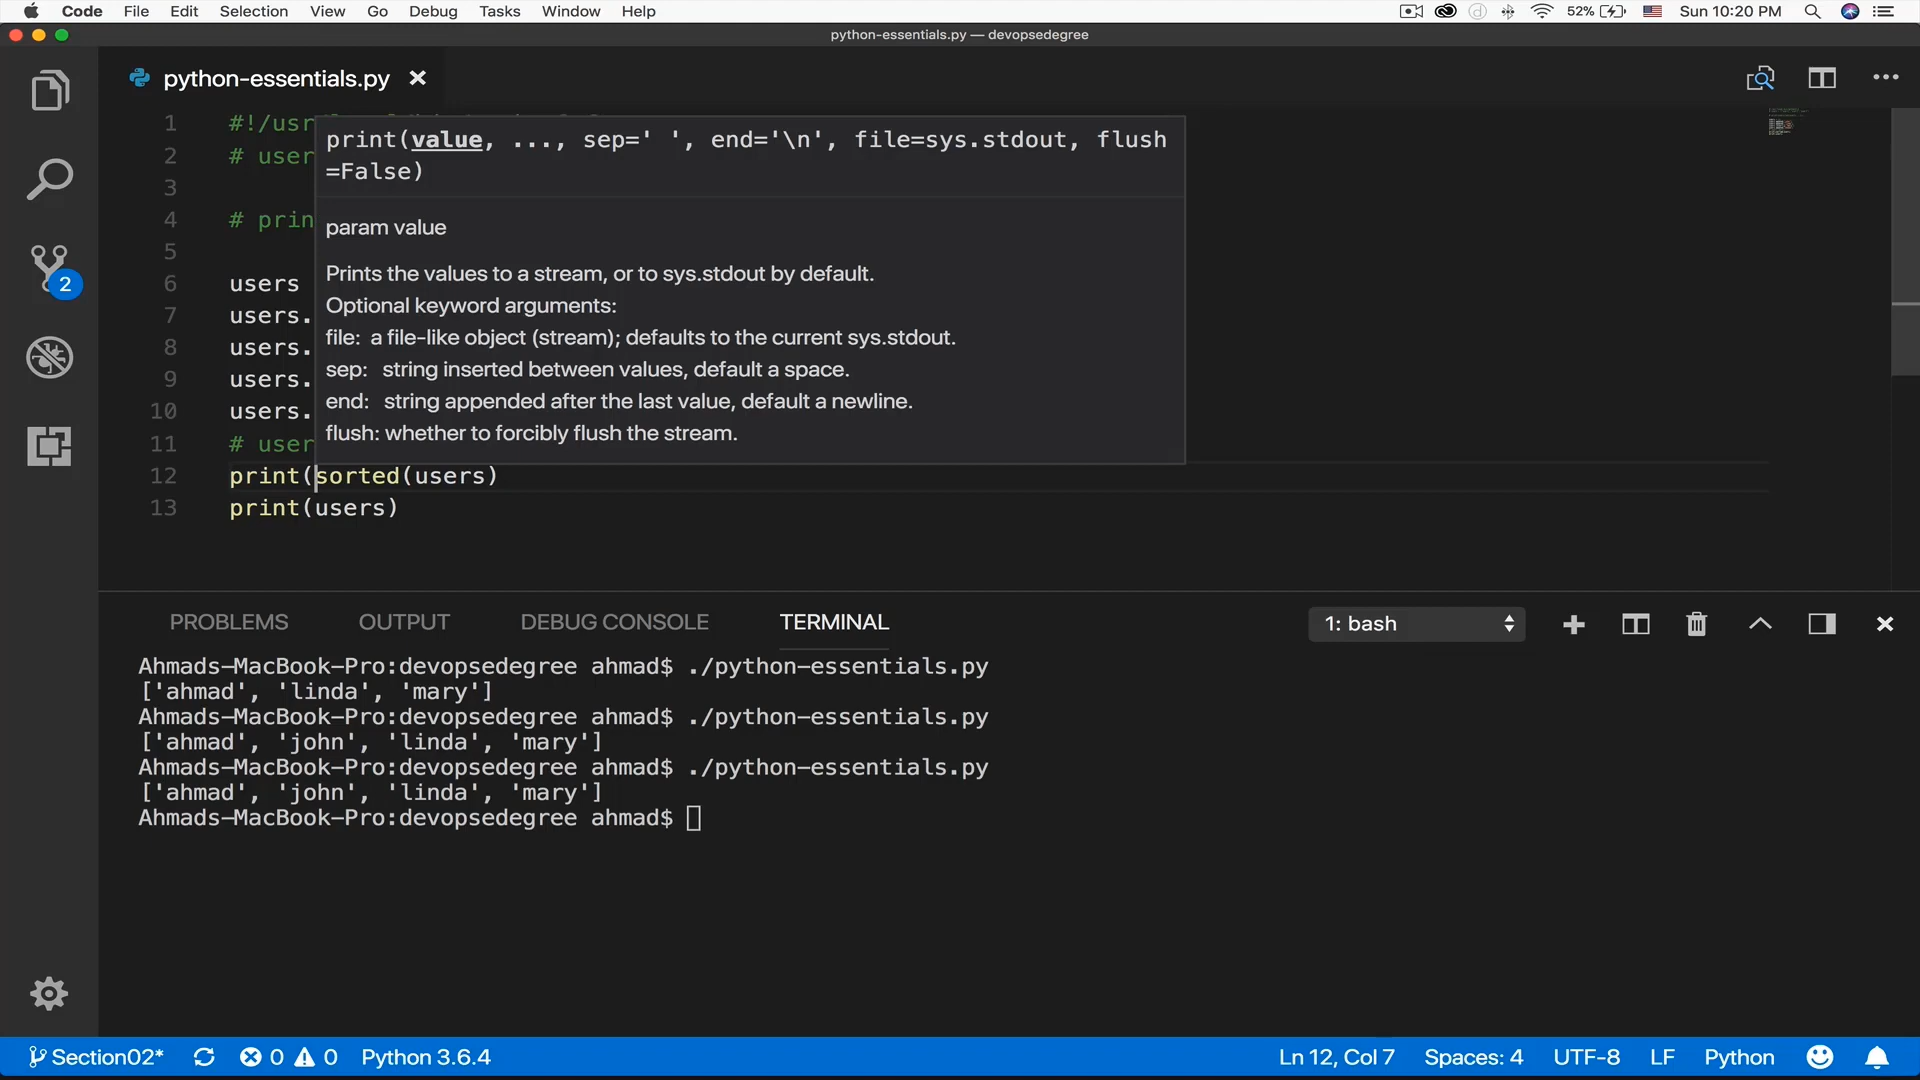 Code File Edit Selection View Go Debug Tasks Window Help 52% Sun 10:20 PM
python-essentials.py — devopsedegree
python-essentials.py
1 #!/usr
print(value, ..., sep=' ', end='\n', file=sys.stdout, flush
2 # user
=False)
3
4 # prin
param value
5
Prints the values to a stream, or to sys.stdout by default.
6 users
Optional keyword arguments:
7 users.
file: a file-like object (stream); defaults to the current sys.stdout.
8 users.
sep: string inserted between values, default a space.
9 users.
end: string appended after the last value, default a newline.
10 users.
flush: whether to forcibly flush the stream.
11 # user
12 print(sorted(users)
13 print(users)
2
PROBLEMS OUTPUT DEBUG CONSOLE TERMINAL 1: bash
Ahmads-MacBook-Pro:devopsedegree ahmad$ ./python-essentials.py
['ahmad', 'linda', 'mary']
Ahmads-MacBook-Pro:devopsedegree ahmad$ ./python-essentials.py
['ahmad', 'john', 'linda', 'mary']
Ahmads-MacBook-Pro:devopsedegree ahmad$ ./python-essentials.py
['ahmad', 'john', 'linda', 'mary']
Ahmads-MacBook-Pro:devopsedegree ahmad$
Section02* 0 0 Python 3.6.4 Ln 12, Col 7 Spaces: 4 UTF-8 LF Python